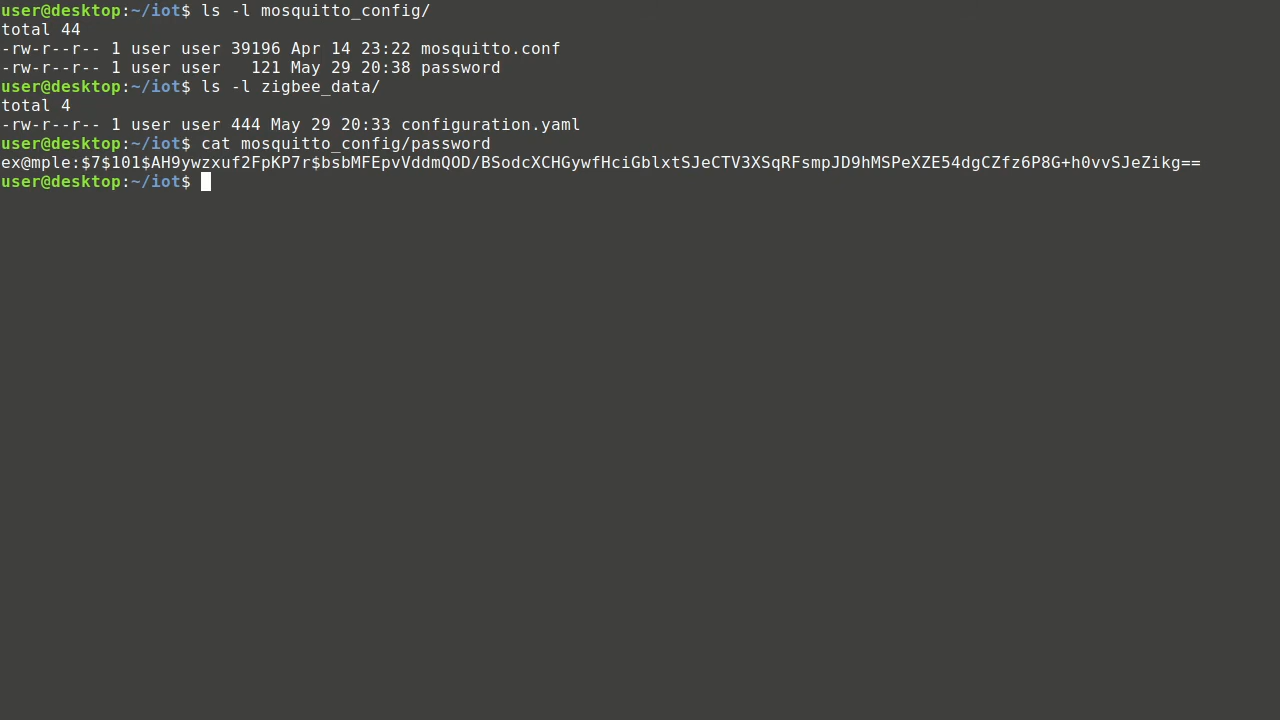 user@desktop:~/iot$ ls -l mosquitto_config/
total 44
-rw-r--r-- 1 user user 39196 Apr 14 23:22 mosquitto.conf
-rw-r--r-- 1 user user   121 May 29 20:38 password
user@desktop:~/iot$ ls -l zigbee_data/
total 4
-rw-r--r-- 1 user user 444 May 29 20:33 configuration.yaml
user@desktop:~/iot$ cat mosquitto_config/password
ex@mple:$7$101$AH9ywzxuf2FpKP7r$bsbMFEpvVddmQOD/BSodcXCHGywfHciGblxtSJeCTV3XSqRFsmpJD9hMSPeXZE54dgCZfz6P8G+h0vvSJeZikg==
user@desktop:~/iot$